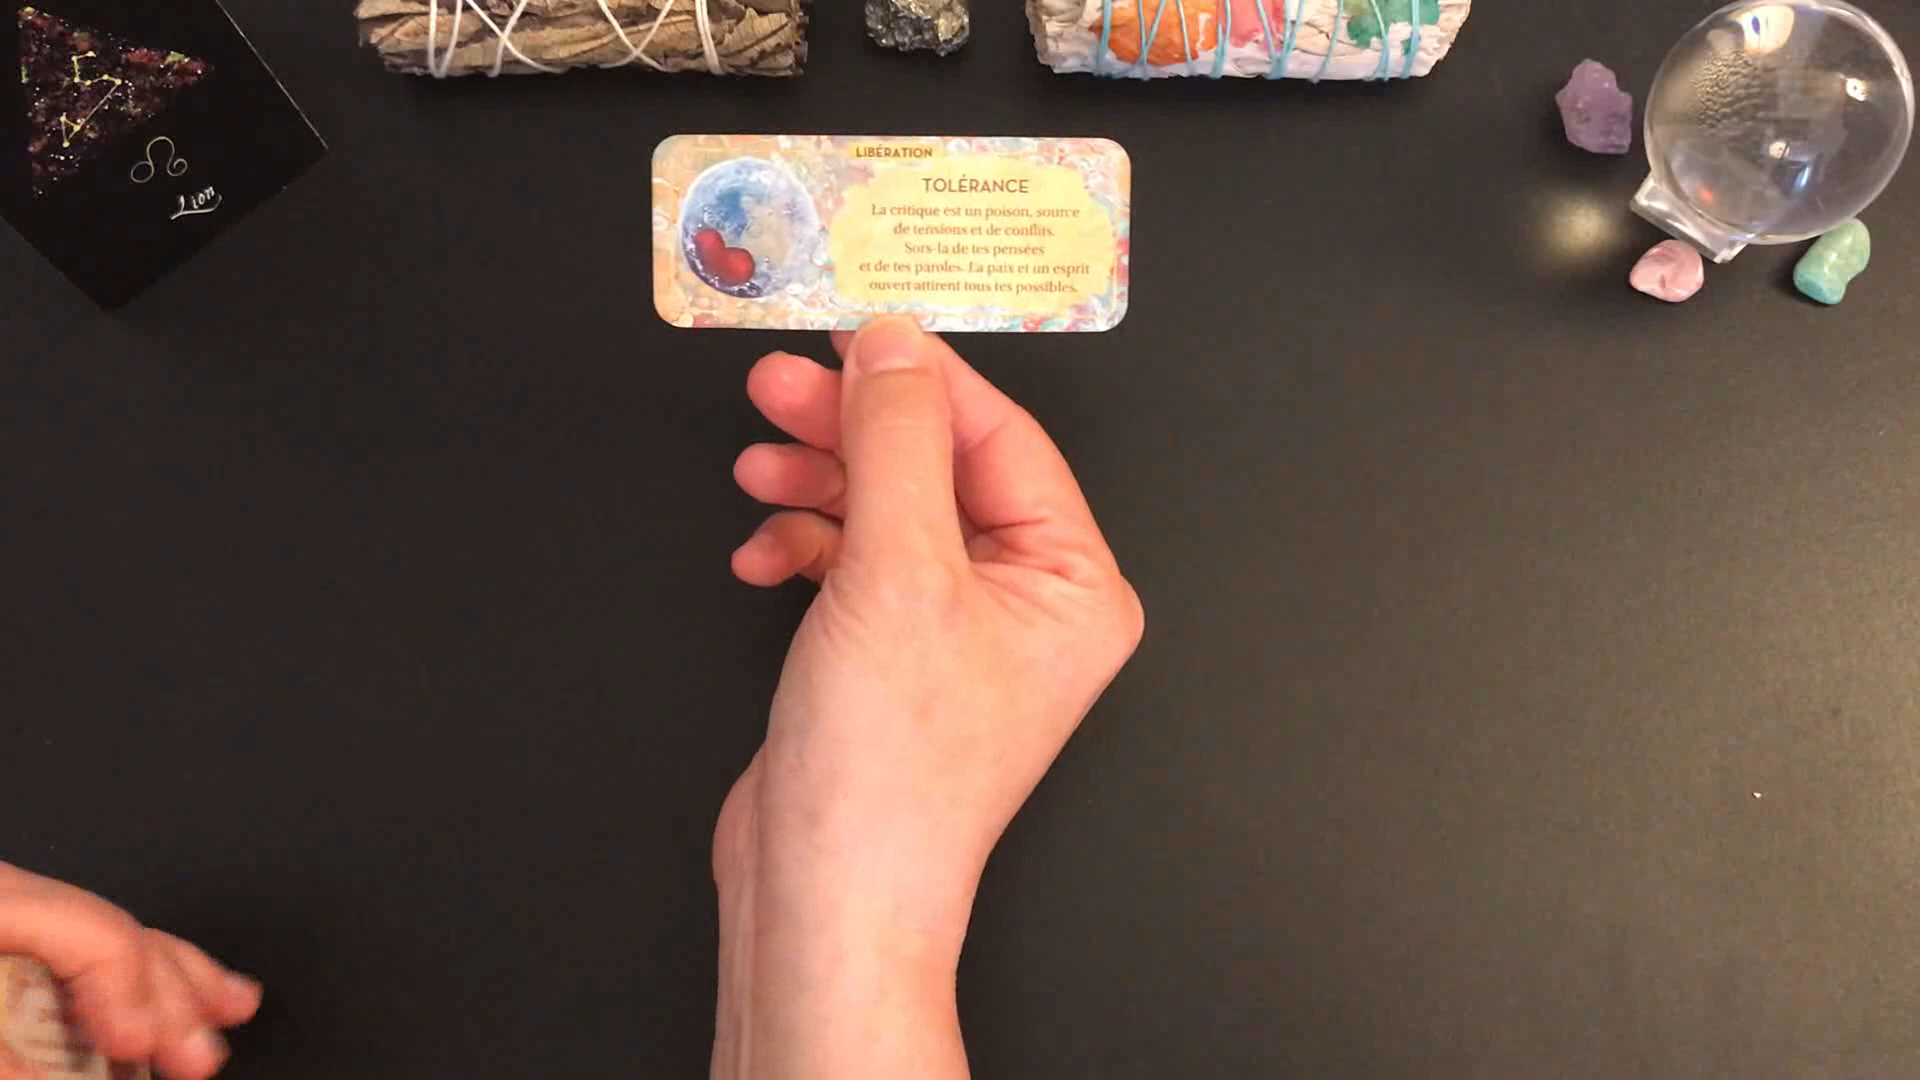 LIBÉRATION
TOLÉRANCE
La critique est un poison, source
de tensions et de conflits.
Sors-la de tes pensées
et de tes paroles. La paix et un esprit
ouvert attirent tous tes possibles.
Lion